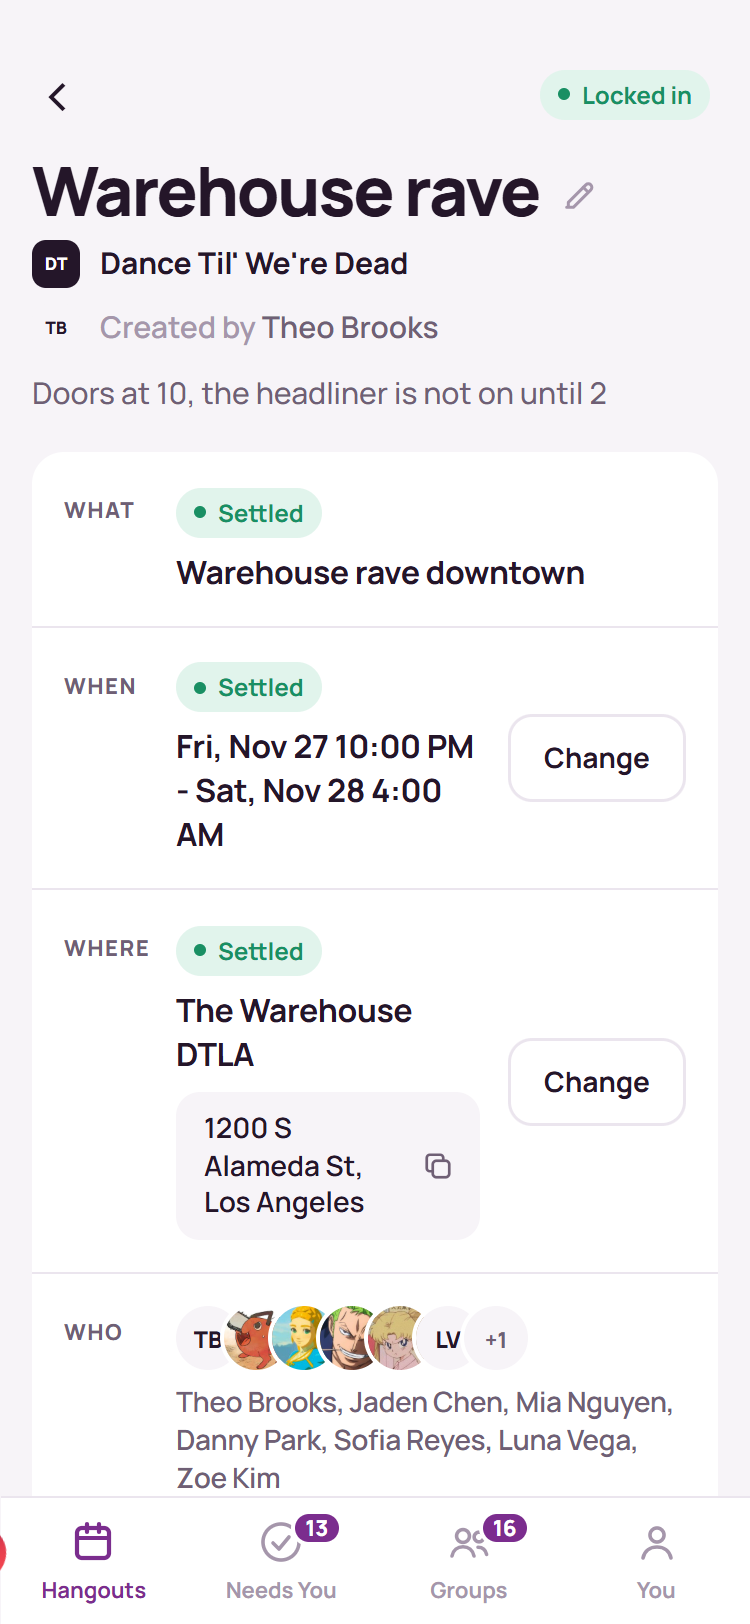 Locked in
Warehouse rave
DT Dance Til' We're Dead
TB Created by Theo Brooks
Doors at 10, the headliner is not on until 2
WHAT Settled
Warehouse rave downtown
WHEN Settled
Fri, Nov 27 10:00 PM
- Sat, Nov 28 4:00
AM
Change
WHERE Settled
The Warehouse
DTLA
Change
1200 S
Alameda St,
Los Angeles
WHO TB LV +1
Theo Brooks, Jaden Chen, Mia Nguyen,
Danny Park, Sofia Reyes, Luna Vega,
Zoe Kim
13 16
Hangouts Needs You Groups You